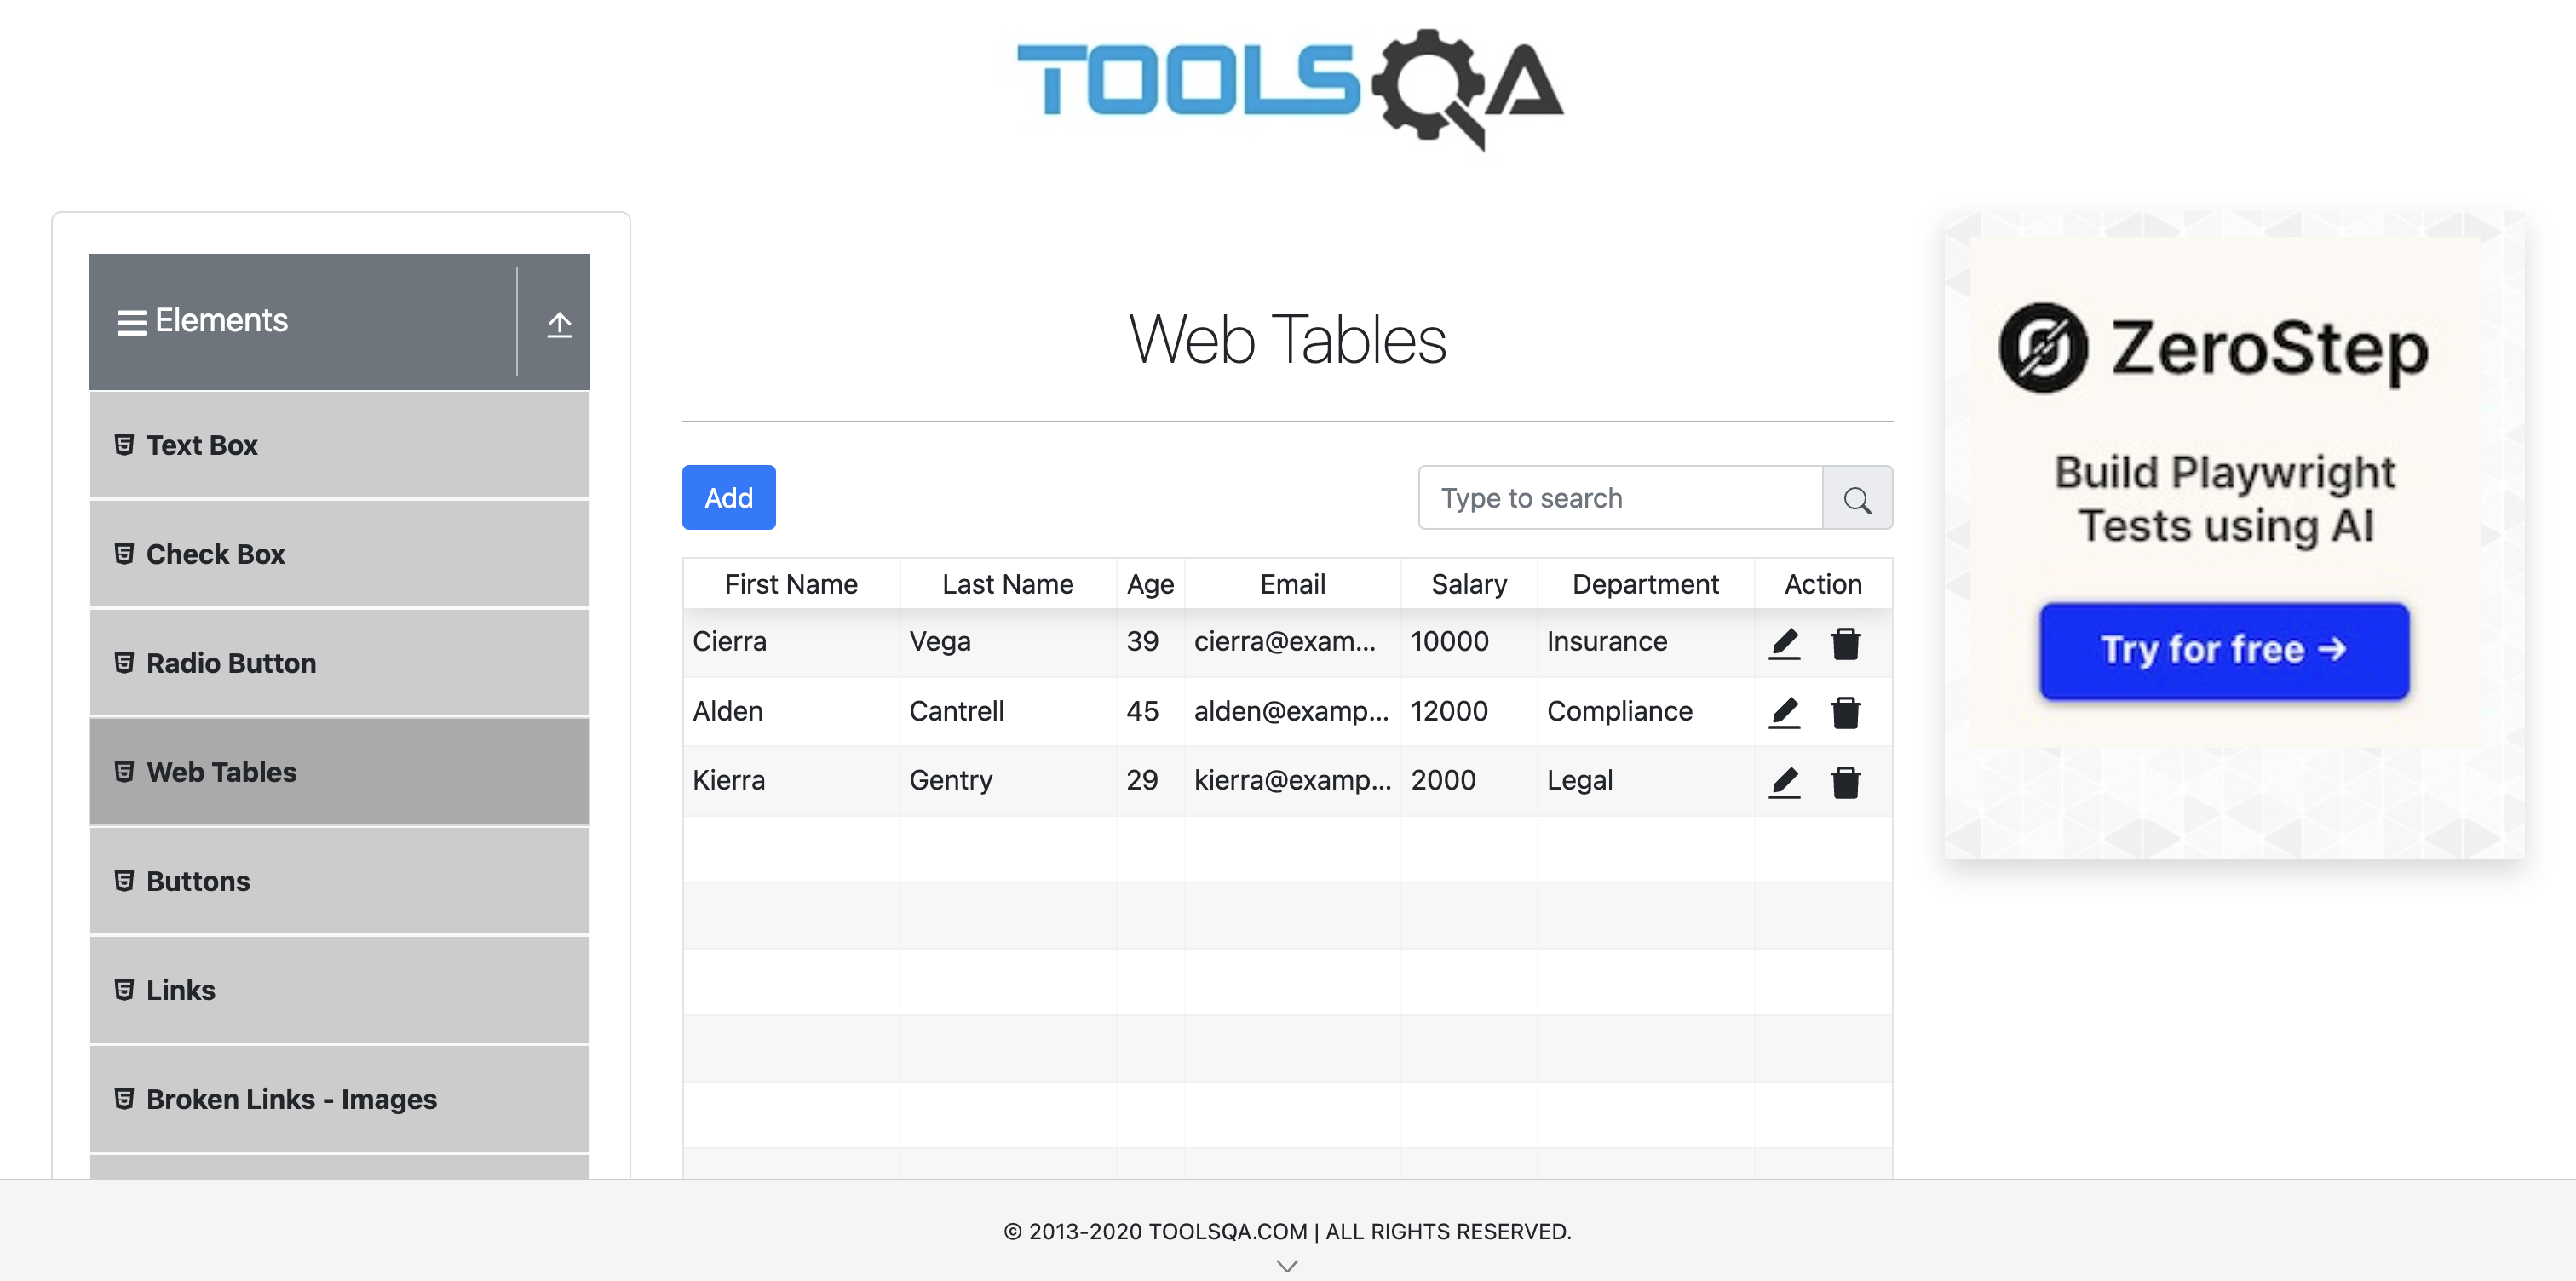 TOOLSQA
Elements
Text Box
Check Box
Radio Button
Web Tables
Buttons
Links
Broken Links - Images
Web Tables
Add
Type to search
First Name Last Name Age Email Salary Department Action
Cierra Vega 39 cierra@exam... 10000 Insurance
Alden Cantrell 45 alden@examp... 12000 Compliance
Kierra Gentry 29 kierra@examp... 2000 Legal
ZeroStep
Build Playwright
Tests using AI
Try for free →
© 2013-2020 TOOLSQA.COM | ALL RIGHTS RESERVED.